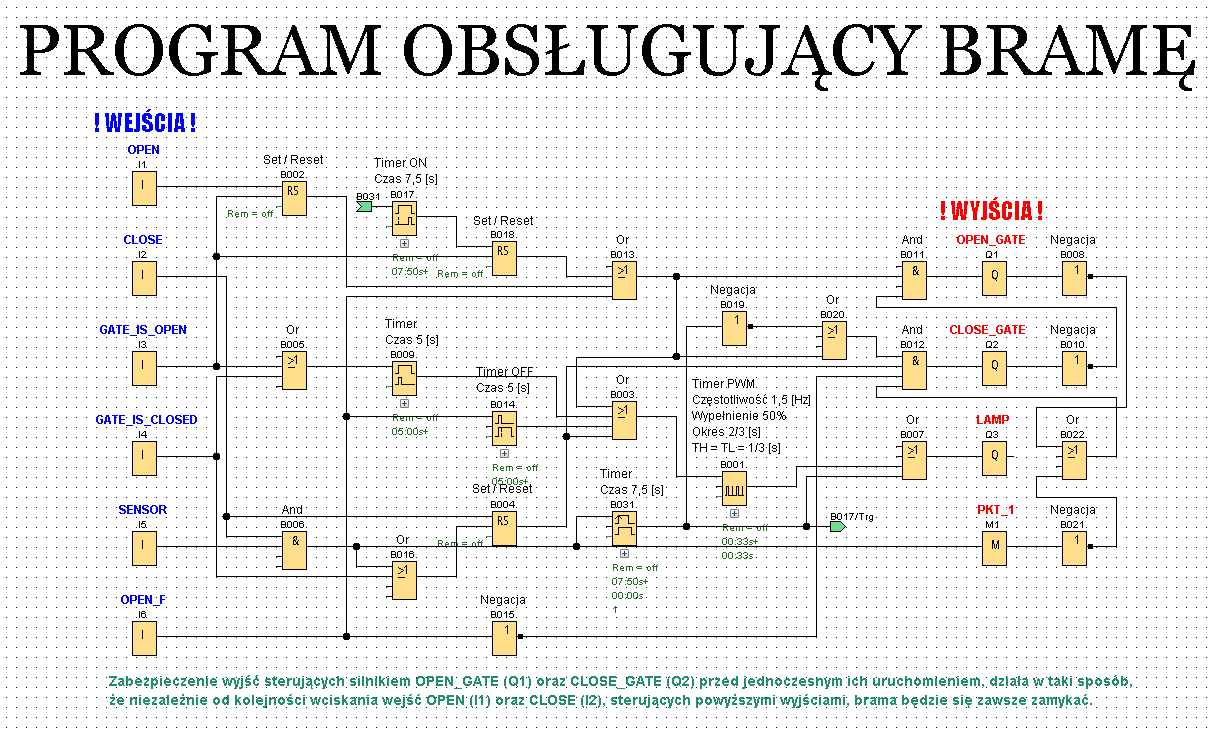 PROGRAM OBSŁUGUJĄCY BRAMĘ
! WEJŚCIA !
OPEN
I1
I
CLOSE
I2
I
GATE_IS_OPEN
I3
I
GATE_IS_CLOSED
I4
I
SENSOR
I5
I
OPEN_F
I6
I
Set / Reset
B002
RS
Rem = off
B031
Timer ON
Czas 7,5 [s]
B017
Rem = off
07:50s+
Set / Reset
B018
RS
Rem = off
Or
B013
≥1
Or
B005
≥1
Timer
Czas 5 [s]
B009
Rem = off
05:00s+
Timer OFF
Czas 5 [s]
B014
Rem = off
05:00s+
Or
B003
≥1
And
B006
&
Or
B016
≥1
Set / Reset
B004
RS
Rem = off
Negacja
B015
1
Timer
Czas 7,5 [s]
B031
Rem = off
07:50s+
00:00s
1
Negacja
B019
1
Or
B020
≥1
Timer PWM
Częstotliwość 1,5 [Hz]
Wypełnienie 50%
Okres 2/3 [s]
TH = TL = 1/3 [s]
B001
Rem = off
00:33s+
00:33s
B017/Trg
! WYJŚCIA !
And
B011
&
OPEN_GATE
Q1
Q
Negacja
B008
1
And
B012
&
CLOSE_GATE
Q2
Q
Negacja
B010
1
Or
B007
≥1
LAMP
Q3
Q
Or
B022
≥1
PKT_1
M1
M
Negacja
B021
1
Zabezpieczenie wyjść sterujących silnikiem OPEN_GATE (Q1) oraz CLOSE_GATE (Q2) przed jednoczesnym ich uruchomieniem, działa w taki sposób,
że niezależnie od kolejności wciskania wejść OPEN (I1) oraz CLOSE (I2), sterujących powyższymi wyjściami, brama będzie się zawsze zamykać.